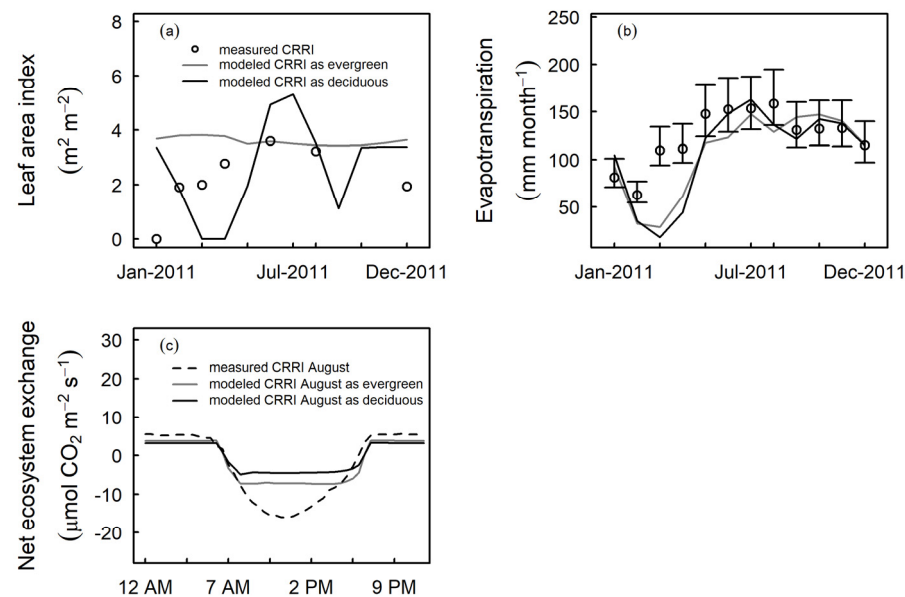 Leaf area index
(m² m⁻²)
8
6
4
2
0
(a)
measured CRRI
modeled CRRI as evergreen
modeled CRRI as deciduous
Jan-2011
Jul-2011
Dec-2011
Evapotranspiration
(mm month⁻¹)
250
200
150
100
50
(b)
Jan-2011
Jul-2011
Dec-2011
Net ecosystem exchange
(μmol CO₂ m⁻² s⁻¹)
30
20
10
0
-10
-20
(c)
measured CRRI August
modeled CRRI August as evergreen
modeled CRRI August as deciduous
12 AM
7 AM
2 PM
9 PM